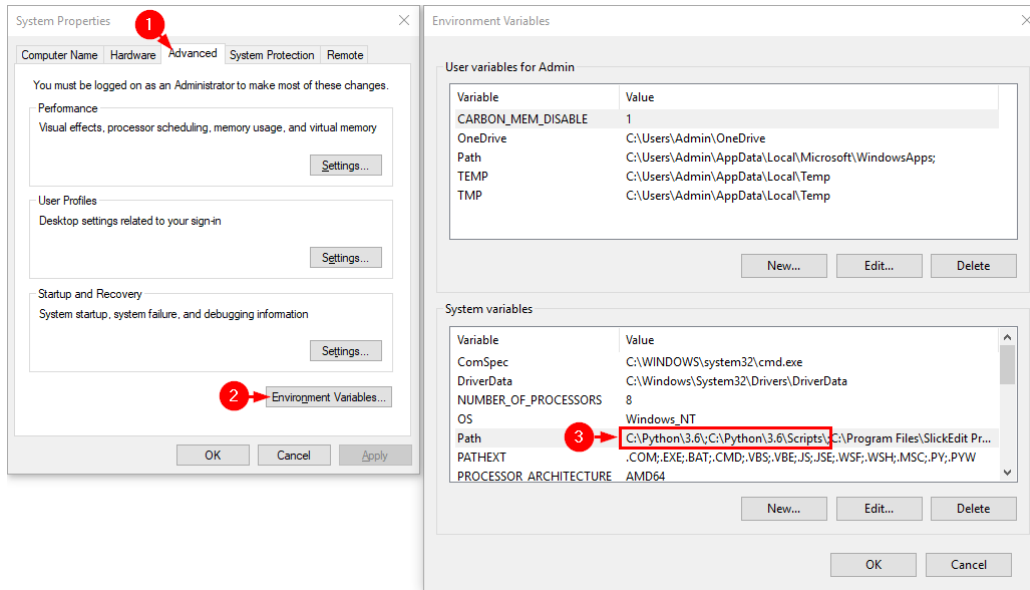 System Properties
1
Computer Name Hardware Advanced System Protection Remote
You must be logged on as an Administrator to make most of these changes.
Performance
Visual effects, processor scheduling, memory usage, and virtual memory
Settings...
User Profiles
Desktop settings related to your sign-in
Settings...
Startup and Recovery
System startup, system failure, and debugging information
Settings...
2
Environment Variables...
OK Cancel Apply
Environment Variables
User variables for Admin
Variable Value
CARBON_MEM_DISABLE 1
OneDrive C:\Users\Admin\OneDrive
Path C:\Users\Admin\AppData\Local\Microsoft\WindowsApps;
TEMP C:\Users\Admin\AppData\Local\Temp
TMP C:\Users\Admin\AppData\Local\Temp
New... Edit... Delete
System variables
Variable Value
ComSpec C:\WINDOWS\system32\cmd.exe
DriverData C:\Windows\System32\Drivers\DriverData
NUMBER_OF_PROCESSORS 8
OS Windows_NT
Path 3 C:\Python\3.6\;C:\Python\3.6\Scripts\;C:\Program Files\SlickEdit Pr...
PATHEXT .COM;.EXE;.BAT;.CMD;.VBS;.VBE;.JS;.JSE;.WSF;.WSH;.MSC;.PY;.PYW
PROCESSOR_ARCHITECTURE AMD64
New... Edit... Delete
OK Cancel